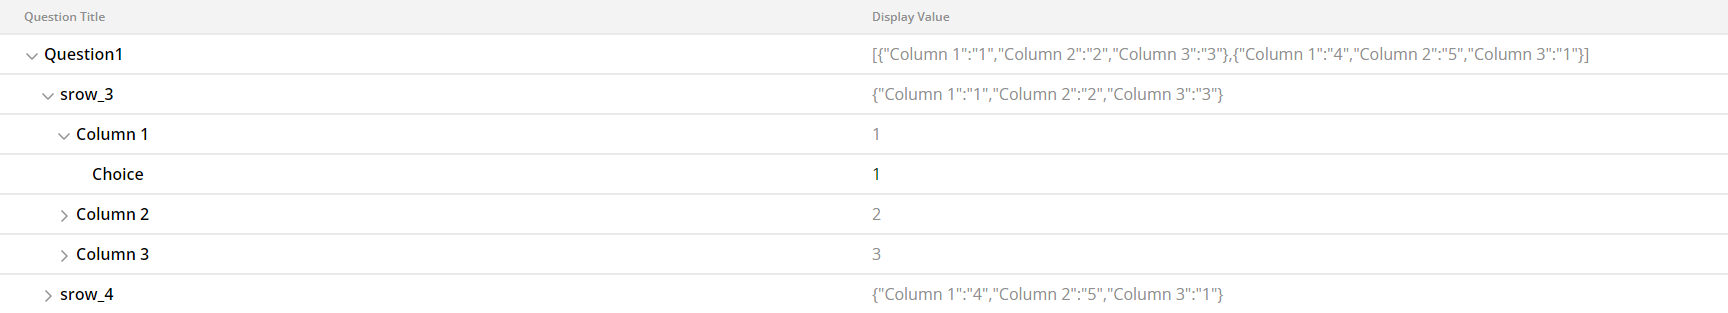 Question Title Display Value
Question1 [{"Column 1":"1","Column 2":"2","Column 3":"3"},{"Column 1":"4","Column 2":"5","Column 3":"1"}]
srow_3 {"Column 1":"1","Column 2":"2","Column 3":"3"}
Column 1 1
Choice 1
Column 2 2
Column 3 3
srow_4 {"Column 1":"4","Column 2":"5","Column 3":"1"}